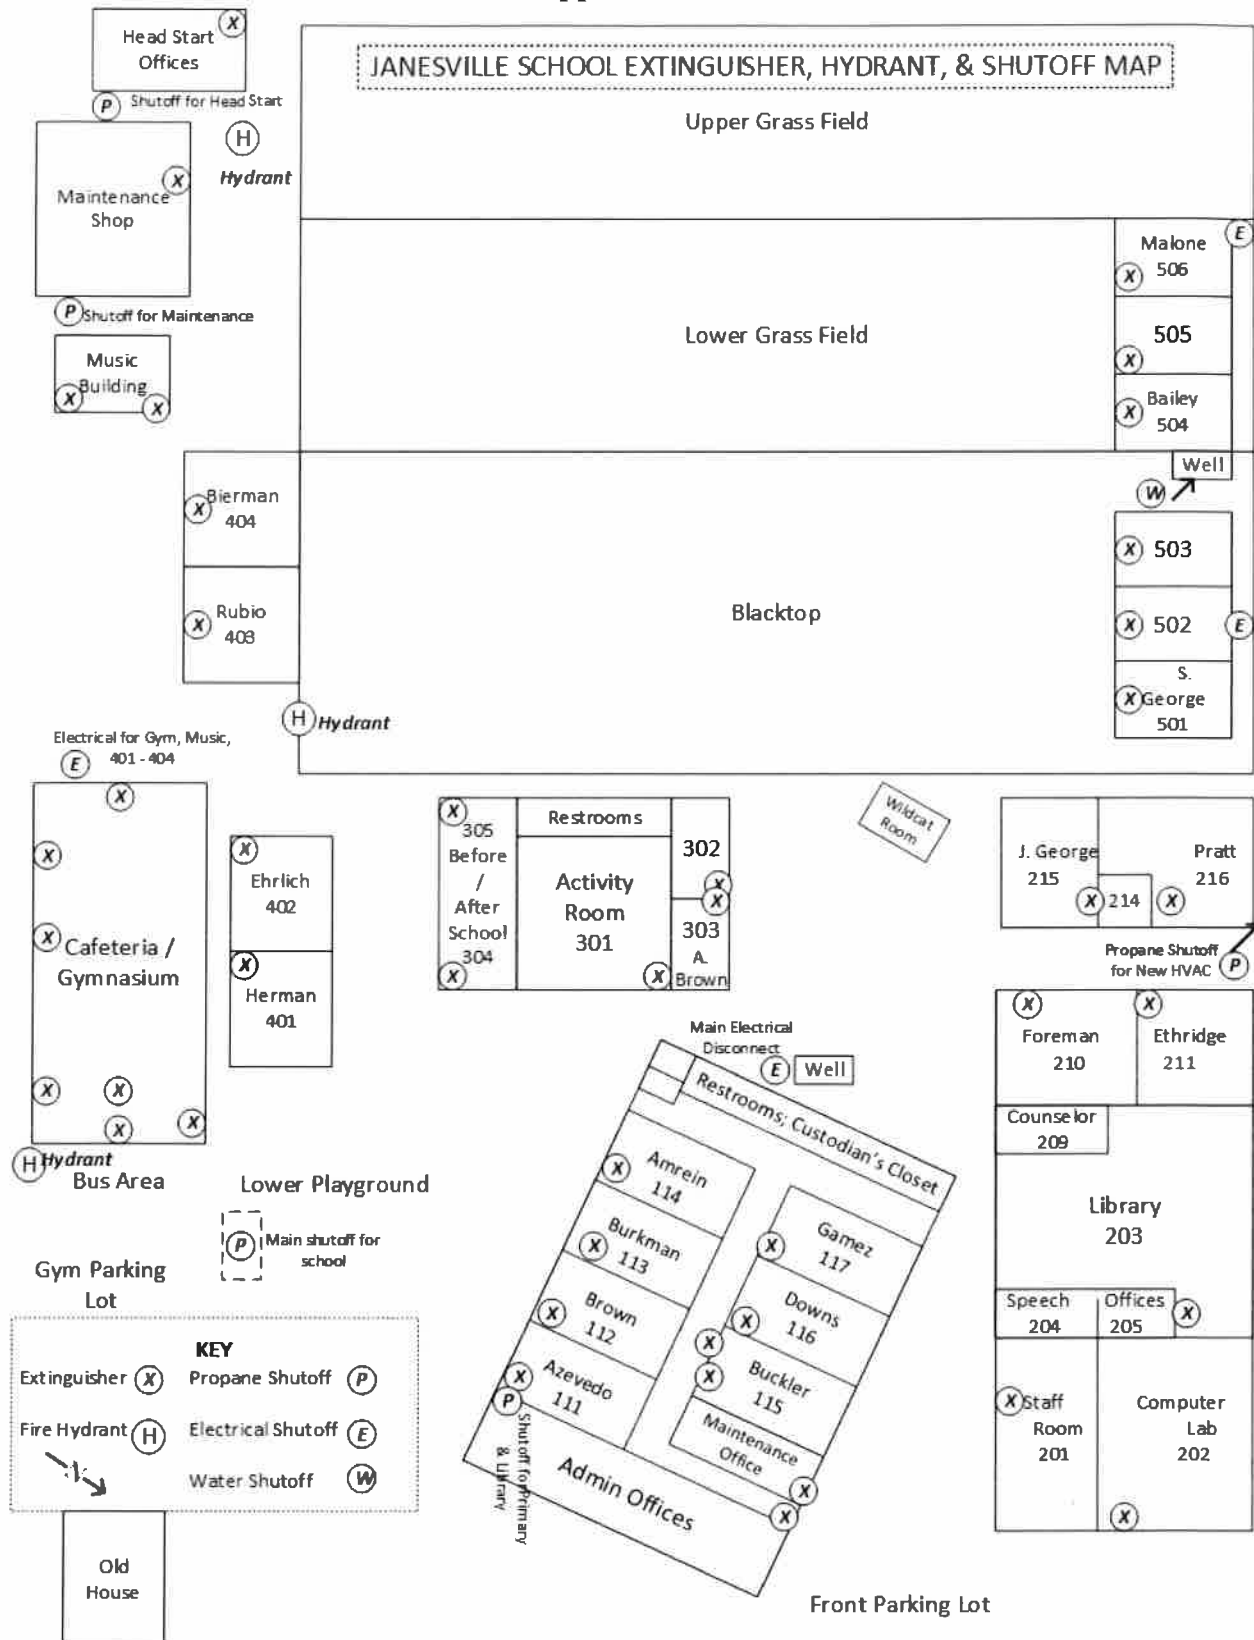 Head Start
Offices
X
P
Shutoff for Head Start
H
Hydrant
JANESVILLE SCHOOL EXTINGUISHER, HYDRANT, & SHUTOFF MAP
Upper Grass Field
Maintenance
Shop
X
P
Shutoff for Maintenance
Music
Building
X
X
Lower Grass Field
Malone
506
X
E
505
X
Bailey
504
X
Well
W
Bierman
404
X
Rubio
403
X
Blacktop
503
X
502
X
E
S.
George
501
X
H
Hydrant
Electrical for Gym, Music,
401 - 404
E
X
X
X
Cafeteria /
Gymnasium
X
X
X
X
H
Hydrant
Bus Area
X
Ehrlich
402
X
Herman
401
X
305
Before
/
After
School
304
X
Restrooms
Activity
Room
301
X
302
X
X
303
A.
Brown
Wildcat
Room
J. George
215
X
214
X
Pratt
216
Propane Shutoff
for New HVAC
P
X
Foreman
210
X
Ethridge
211
Counselor
209
Library
203
Speech
204
Offices
205
X
X
Staff
Room
201
Computer
Lab
202
X
Main Electrical
Disconnect
E
Well
Restrooms; Custodian's Closet
X
Amrein
114
X
Burkman
113
X
Brown
112
X
Azevedo
111
P
Shutoff for Primary
& Library
X
Gamez
117
X
Downs
116
X
X
Buckler
115
Maintenance
Office
X
X
Admin Offices
Front Parking Lot
Lower Playground
P
Main shutoff for
school
Gym Parking
Lot
KEY
Extinguisher X
Propane Shutoff P
Fire Hydrant H
Electrical Shutoff E
Water Shutoff W
Old
House